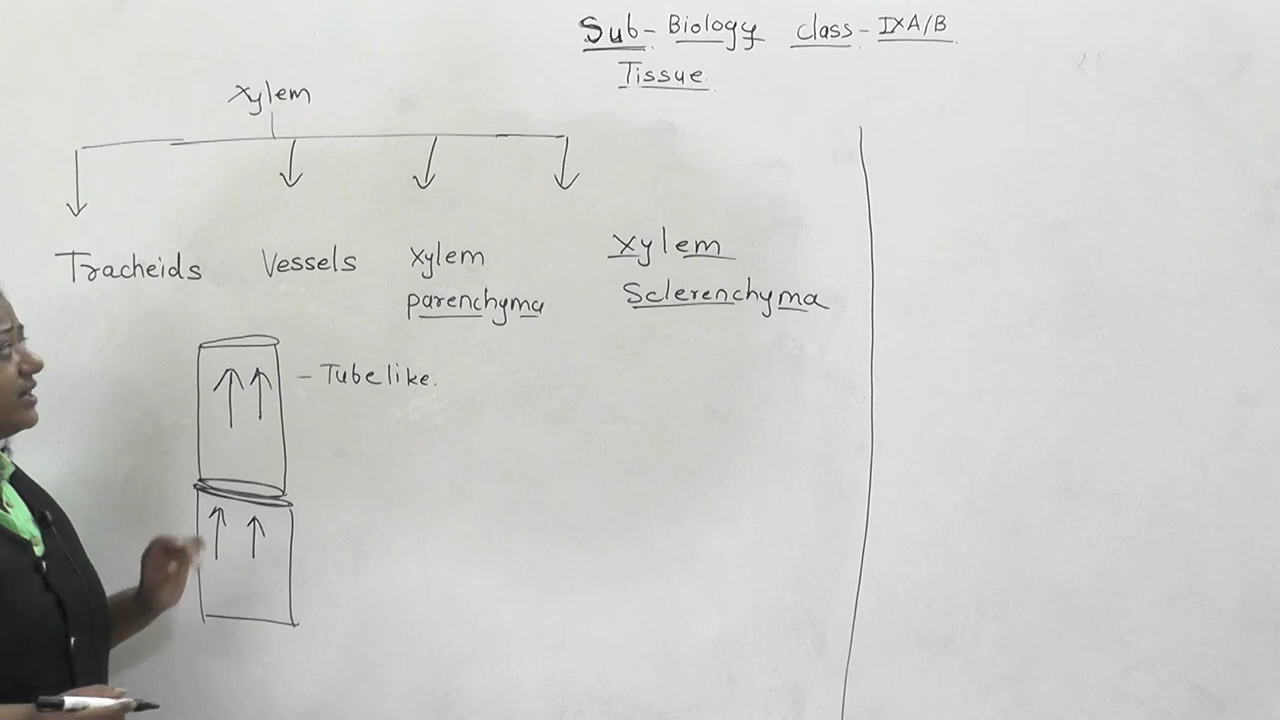 Sub- Biology class- IXA/B
Tissue.
Xylem
Tracheids Vessels Xylem parenchyma Xylem Sclerenchyma
- Tubelike.